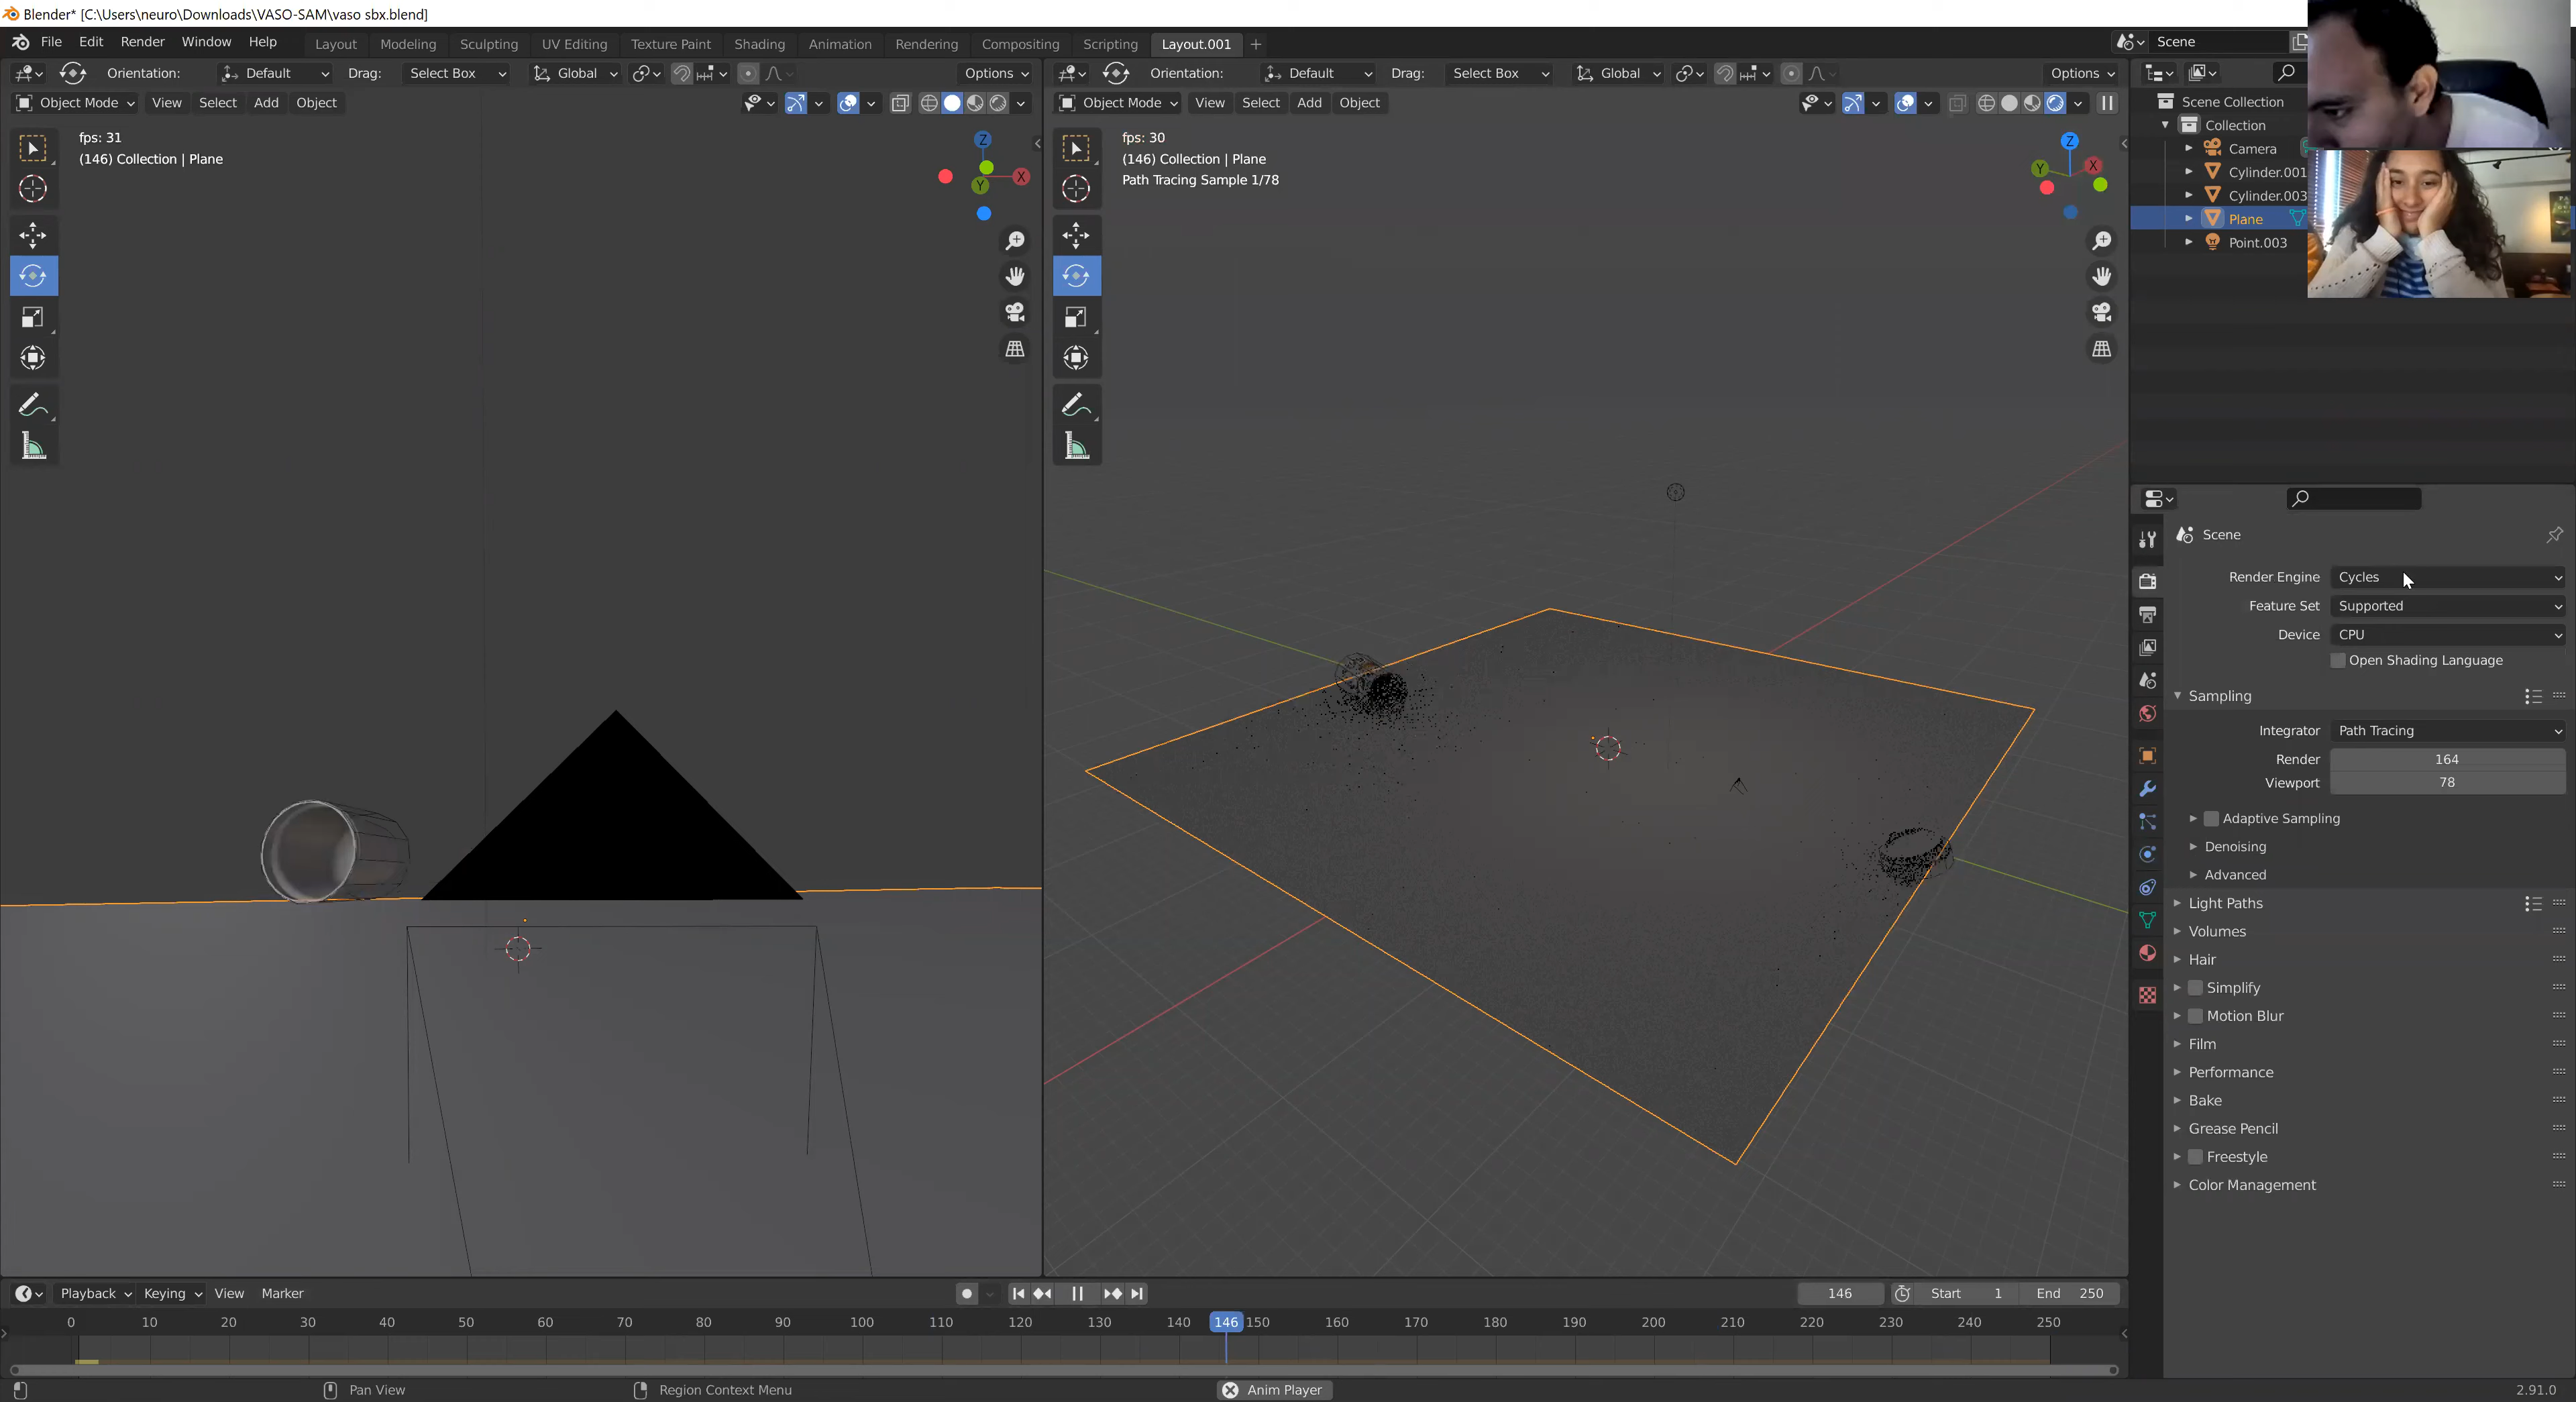 Blender* [C:\Users\neuro\Downloads\VASO-SAM\vaso sbx.blend]
File Edit Render Window Help Layout Modeling Sculpting UV Editing Texture Paint Shading Animation Rendering Compositing Scripting Layout.001 + Scene
Orientation: Default Drag: Select Box Global Options
Object Mode View Select Add Object
fps: 31
(146) Collection | Plane
Z
X
Y
Orientation: Default Drag: Select Box Global Options
Object Mode View Select Add Object
fps: 30
(146) Collection | Plane
Path Tracing Sample 1/78
Z
Y X
Scene Collection
Collection
Camera
Cylinder.001
Cylinder.003
Plane
Point.003
Scene
Render Engine Cycles
Feature Set Supported
Device CPU
Open Shading Language
Sampling
Integrator Path Tracing
Render 164
Viewport 78
Adaptive Sampling
Denoising
Advanced
Light Paths
Volumes
Hair
Simplify
Motion Blur
Film
Performance
Bake
Grease Pencil
Freestyle
Color Management
Playback Keying View Marker 146 Start 1 End 250
0 10 20 30 40 50 60 70 80 90 100 110 120 130 140 146 150 160 170 180 190 200 210 220 230 240 250
Pan View Region Context Menu Anim Player 2.91.0